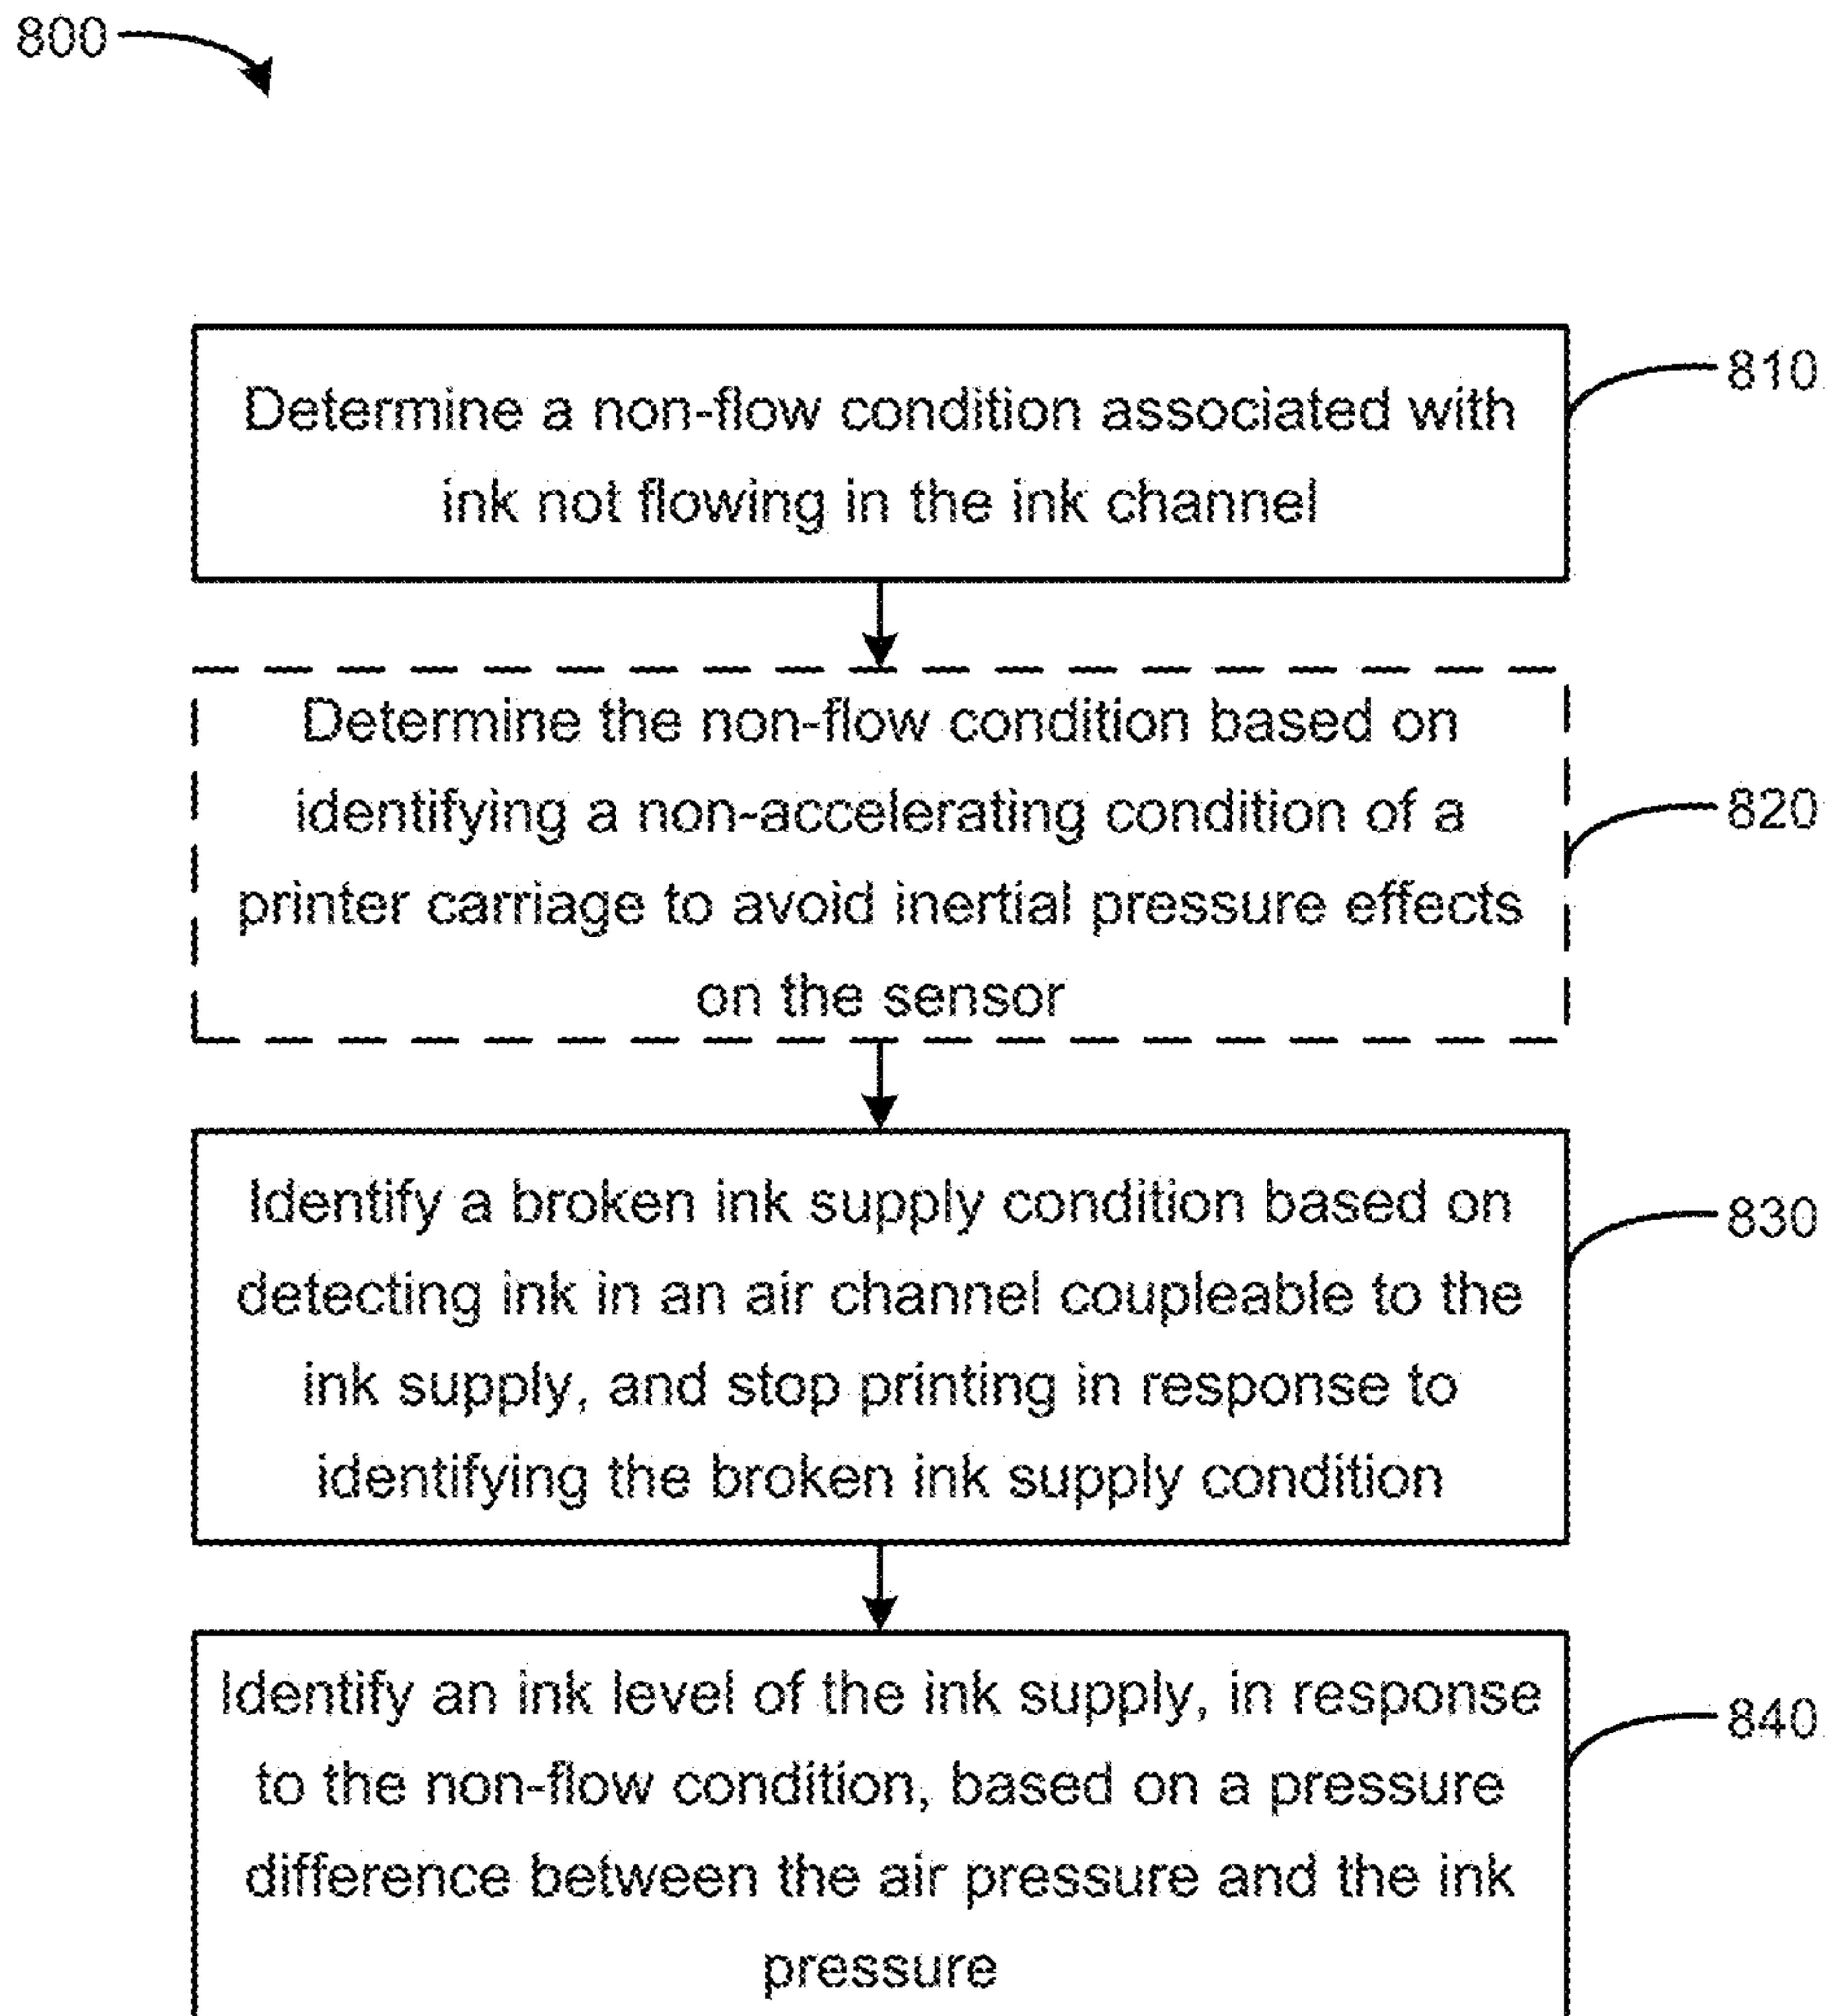 800
Determine a non-flow condition associated with
ink not flowing in the ink channel
810
Determine the non-flow condition based on
identifying a non-accelerating condition of a
printer carriage to avoid inertial pressure effects
on the sensor
820
Identify a broken ink supply condition based on
detecting ink in an air channel coupleable to the
ink supply, and stop printing in response to
identifying the broken ink supply condition
830
Identify an ink level of the ink supply, in response
to the non-flow condition, based on a pressure
difference between the air pressure and the ink
pressure
840